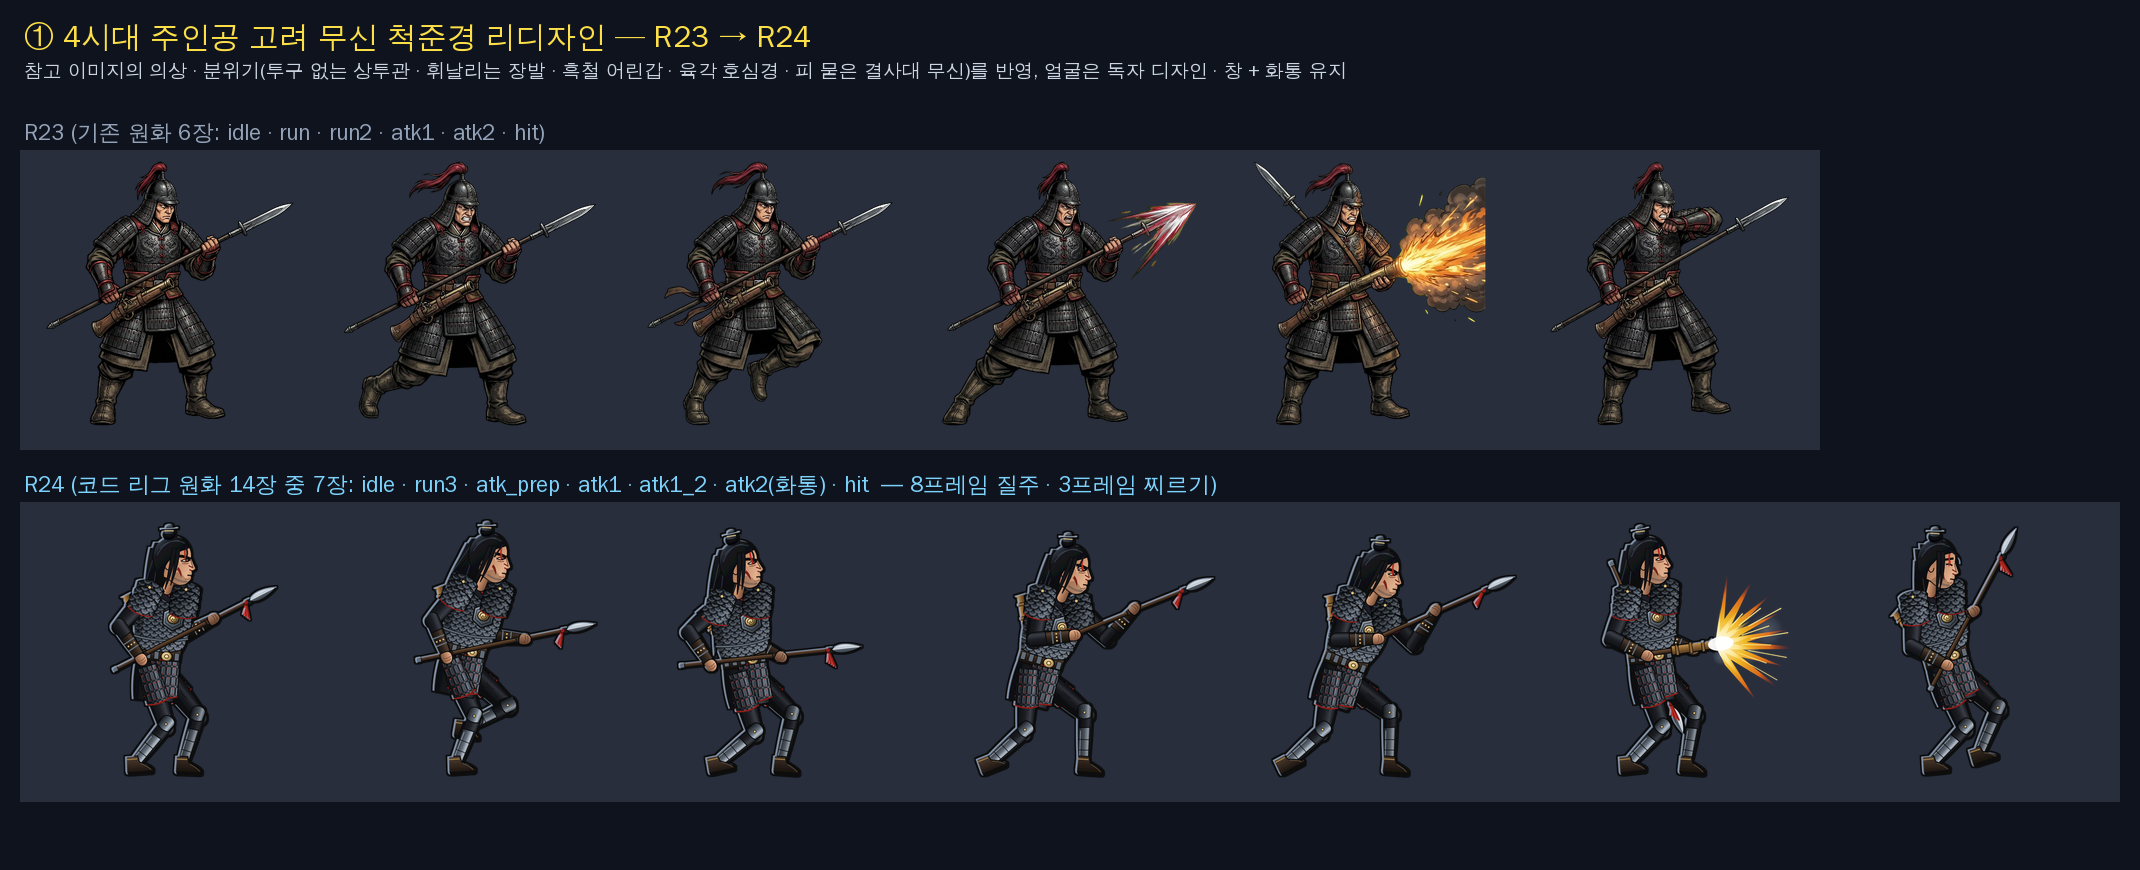 ① 4시대 주인공 고려 무신 척준경 리디자인 — R23 → R24
참고 이미지의 의상 · 분위기(투구 없는 상투관 · 휘날리는 장발 · 흑철 어린갑 · 육각 호심경 · 피 묻은 결사대 무신)를 반영, 얼굴은 독자 디자인 · 창 + 화통 유지
R23 (기존 원화 6장: idle · run · run2 · atk1 · atk2 · hit)
R24 (코드 리그 원화 14장 중 7장: idle · run3 · atk_prep · atk1 · atk1_2 · atk2(화통) · hit — 8프레임 질주 · 3프레임 찌르기)